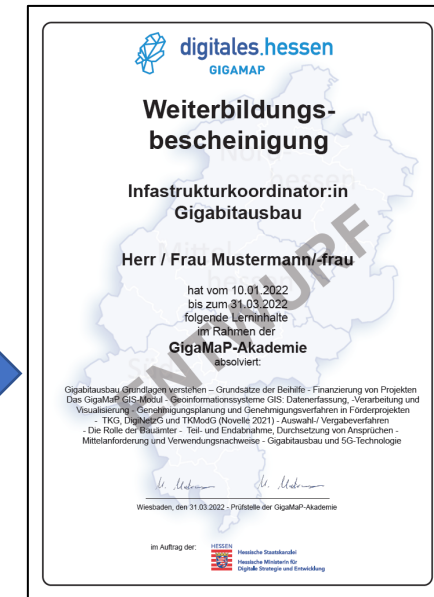 digitales.hessen
GIGAMAP
Weiterbildungs-
bescheinigung
Infastrukturkoordinator:in
Gigabitausbau
Herr / Frau Mustermann/-frau
hat vom 10.01.2022
bis zum 31.03.2022
folgende Lerninhalte
im Rahmen der
GigaMaP-Akademie
absolviert:
Gigabitausbau Grundlagen verstehen – Grundsätze der Beihilfe - Finanzierung von Projekten
Das GigaMaP GIS-Modul - Geoinformationssysteme GIS: Datenerfassung, -Verarbeitung und
Visualisierung - Genehmigungsplanung und Genehmigungsverfahren in Förderprojekten
- TKG, DigiNetzG und TKModG (Novelle 2021) - Auswahl-/ Vergabeverfahren
- Die Rolle der Bauämter - Teil- und Endabnahme, Durchsetzung von Ansprüchen -
Mittelanforderung und Verwendungsnachweise - Gigabitausbau und 5G-Technologie
ENTWURF
Wiesbaden, den 31.03.2022 - Prüfstelle der GigaMaP-Akademie
im Auftrag der:
HESSEN
Hessische Staatskanzlei
Hessische Ministerin für
Digitale Strategie und Entwicklung